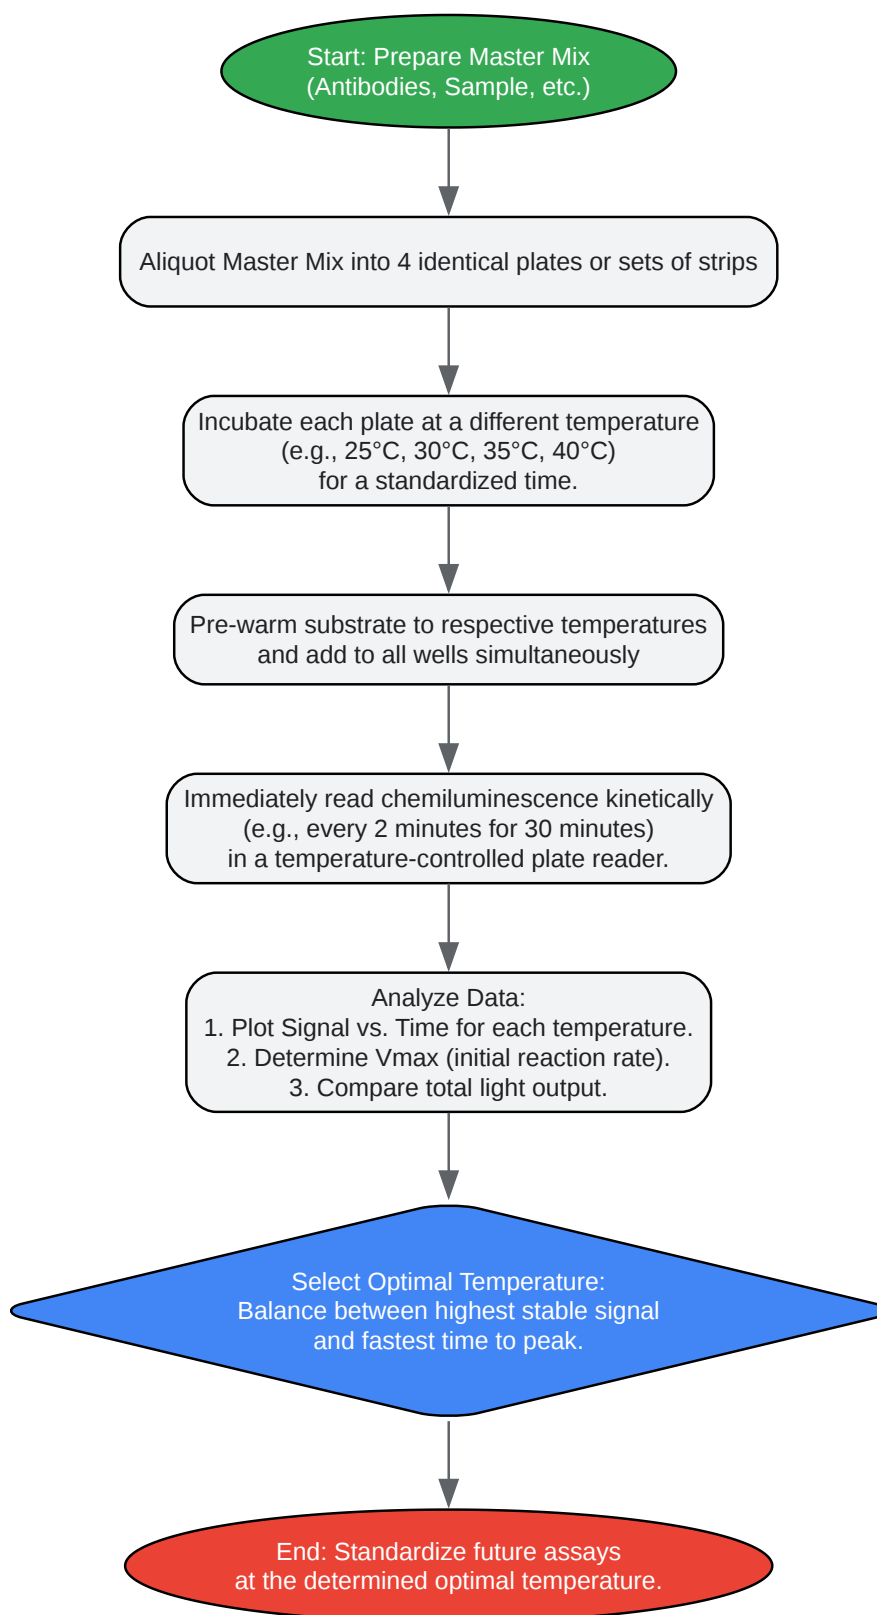 Start: Prepare Master Mix
(Antibodies, Sample, etc.)
Aliquot Master Mix into 4 identical plates or sets of strips
Incubate each plate at a different temperature
(e.g., 25°C, 30°C, 35°C, 40°C)
for a standardized time.
Pre-warm substrate to respective temperatures
and add to all wells simultaneously
Immediately read chemiluminescence kinetically
(e.g., every 2 minutes for 30 minutes)
in a temperature-controlled plate reader.
Analyze Data:
1. Plot Signal vs. Time for each temperature.
2. Determine Vmax (initial reaction rate).
3. Compare total light output.
Select Optimal Temperature:
Balance between highest stable signal
and fastest time to peak.
End: Standardize future assays
at the determined optimal temperature.